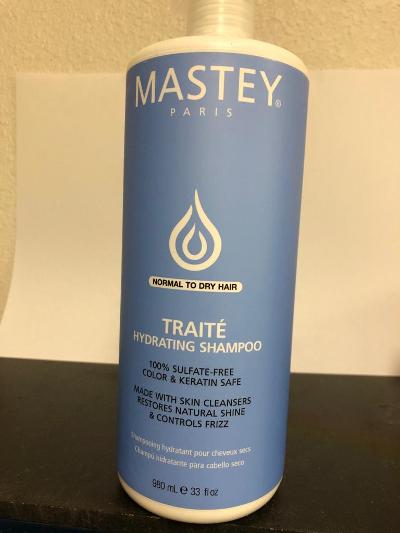 MASTEY®
PARIS
NORMAL TO DRY HAIR
TRAITÉ
HYDRATING SHAMPOO
100% SULFATE-FREE
COLOR & KERATIN SAFE
MADE WITH SKIN CLEANSERS
RESTORES NATURAL SHINE
& CONTROLS FRIZZ
Shampooing hydratant pour cheveux secs
Champú hidratante para cabello seco
980 mL e 33 fl oz